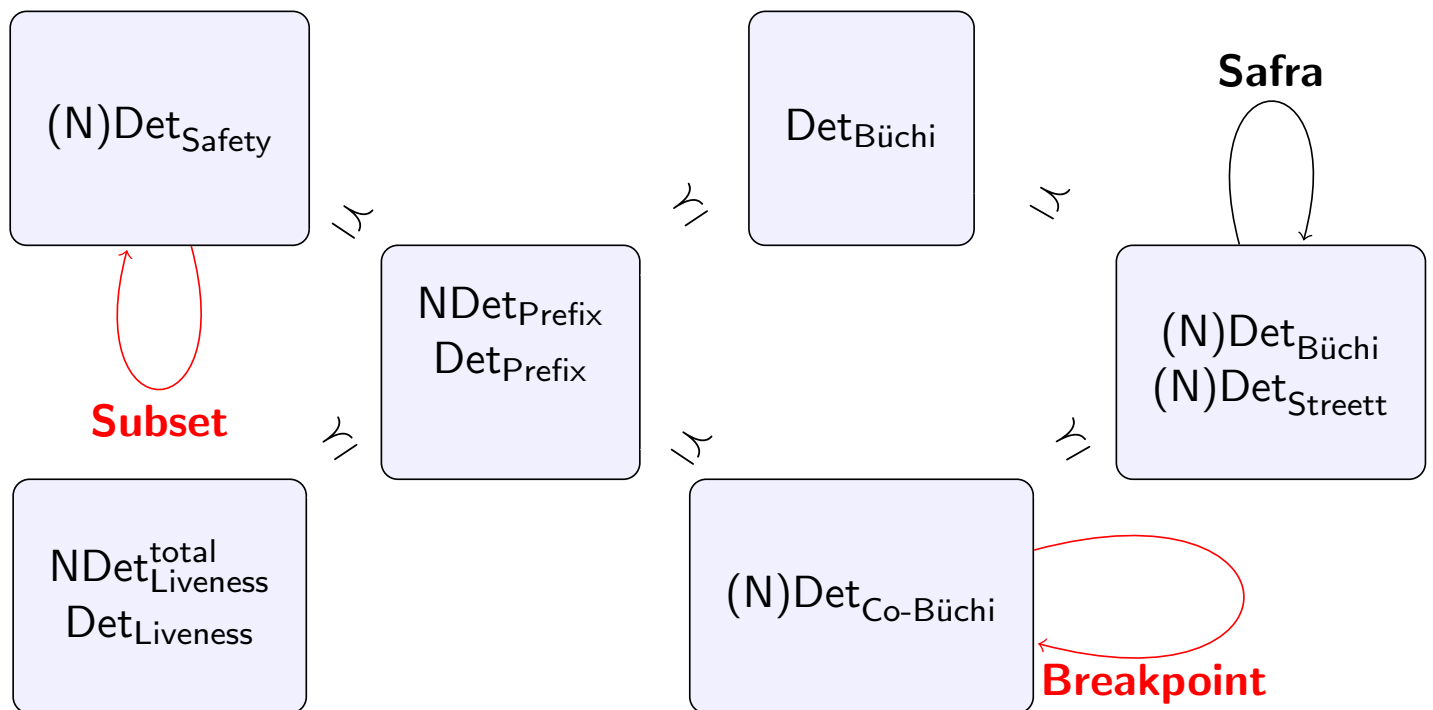 (N)Det_Safety
Subset
NDet^total_Liveness
Det_Liveness
≾
≾
NDet_Prefix
Det_Prefix
≾
≾
Det_Büchi
(N)Det_Co-Büchi
Breakpoint
≾
≾
Safra
(N)Det_Büchi
(N)Det_Streett